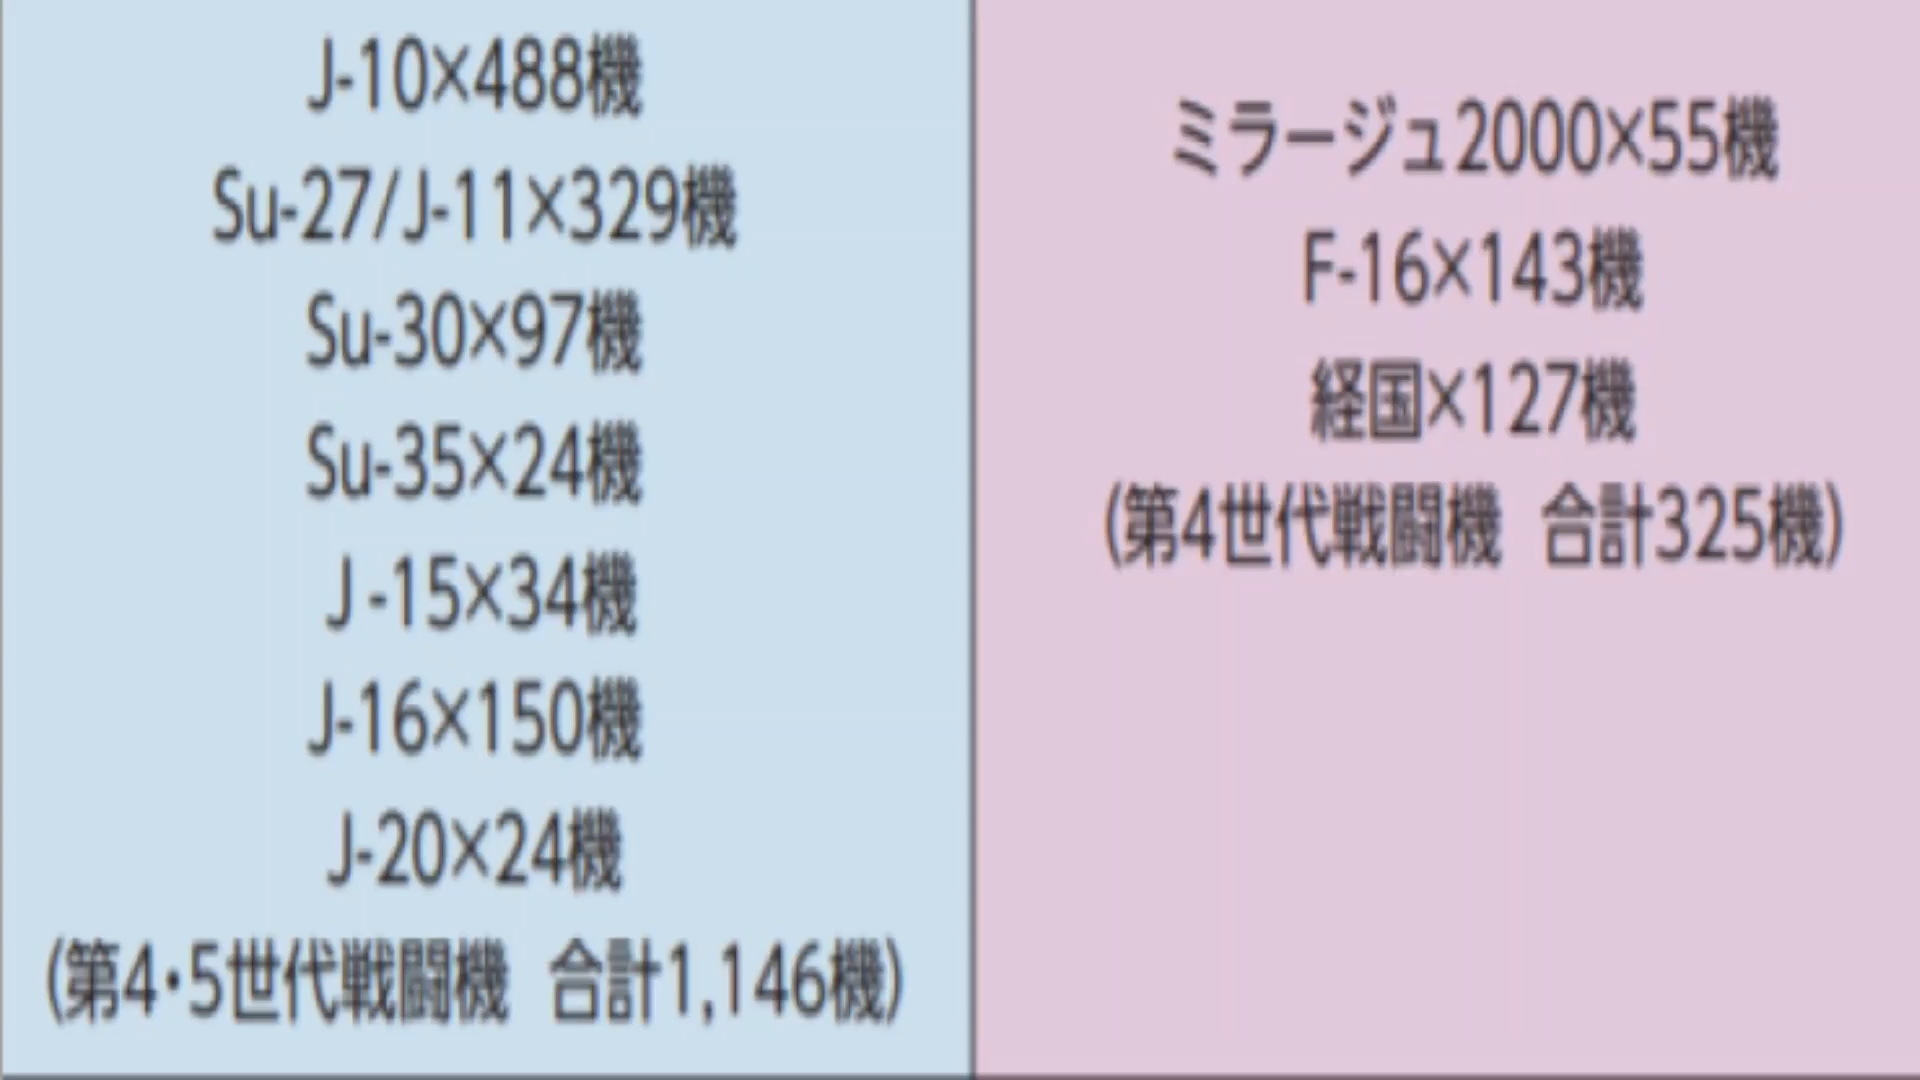 J-10×488機
Su-27/J-11×329機
Su-30×97機
Su-35×24機
J-15×34機
J-16×150機
J-20×24機
(第4・5世代戦闘機 合計1,146機)
ミラージュ2000×55機
F-16×143機
経国×127機
(第4世代戦闘機 合計325機)